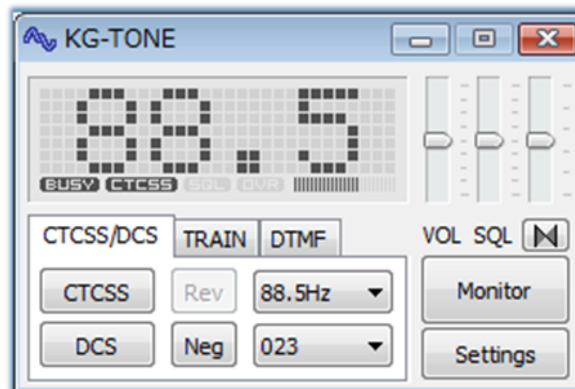 KG-TONE
88.5
BUSY CTCSS SQL OVR
CTCSS/DCS TRAIN DTMF
VOL SQL
CTCSS Rev 88.5Hz Monitor
DCS Neg 023 Settings